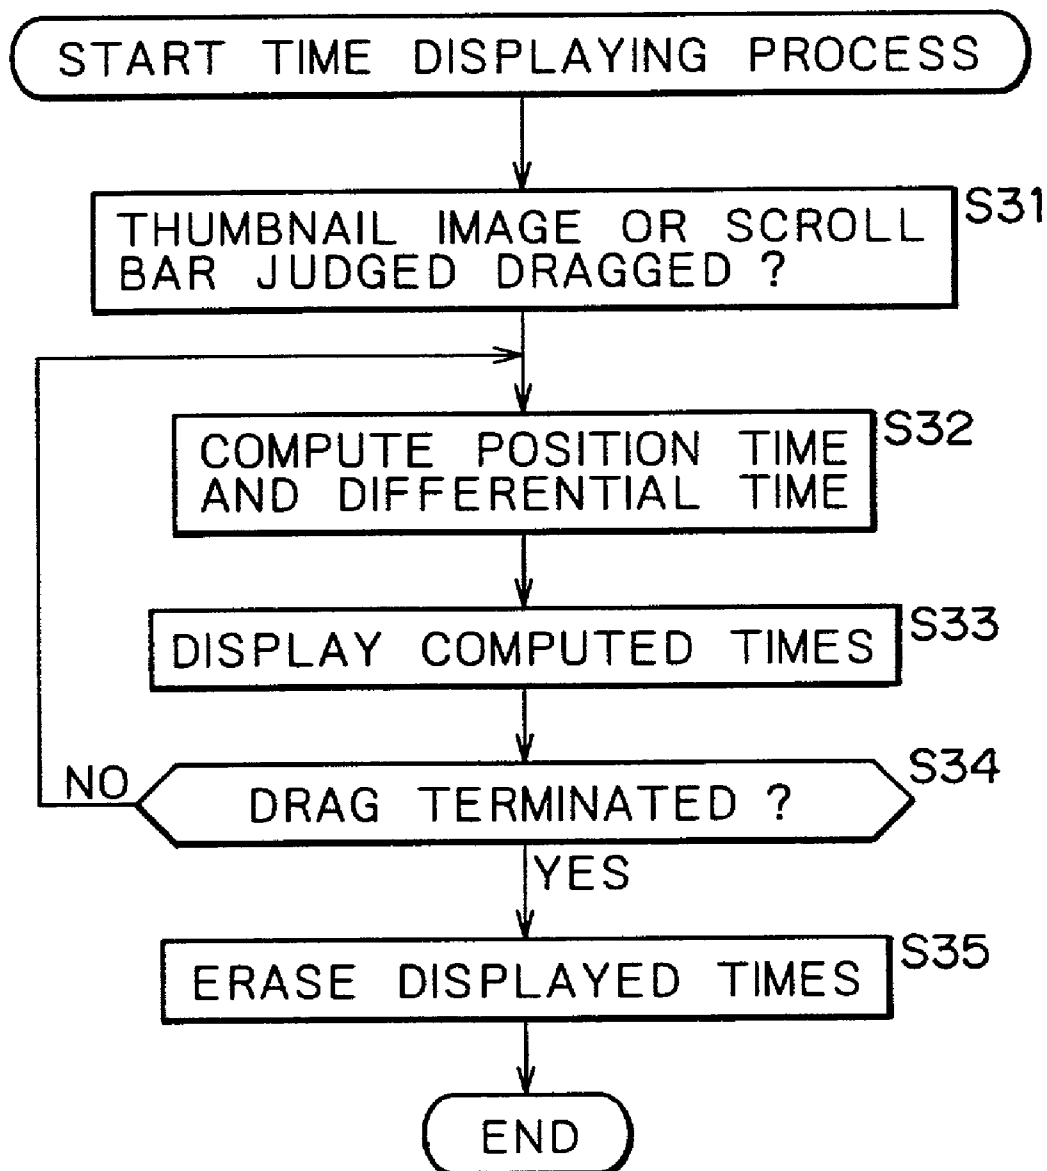 START TIME DISPLAYING PROCESS
S31
THUMBNAIL IMAGE OR SCROLL
BAR JUDGED DRAGGED ?
S32
COMPUTE POSITION TIME
AND DIFFERENTIAL TIME
S33
DISPLAY COMPUTED TIMES
S34
NO
DRAG TERMINATED ?
YES
S35
ERASE DISPLAYED TIMES
END